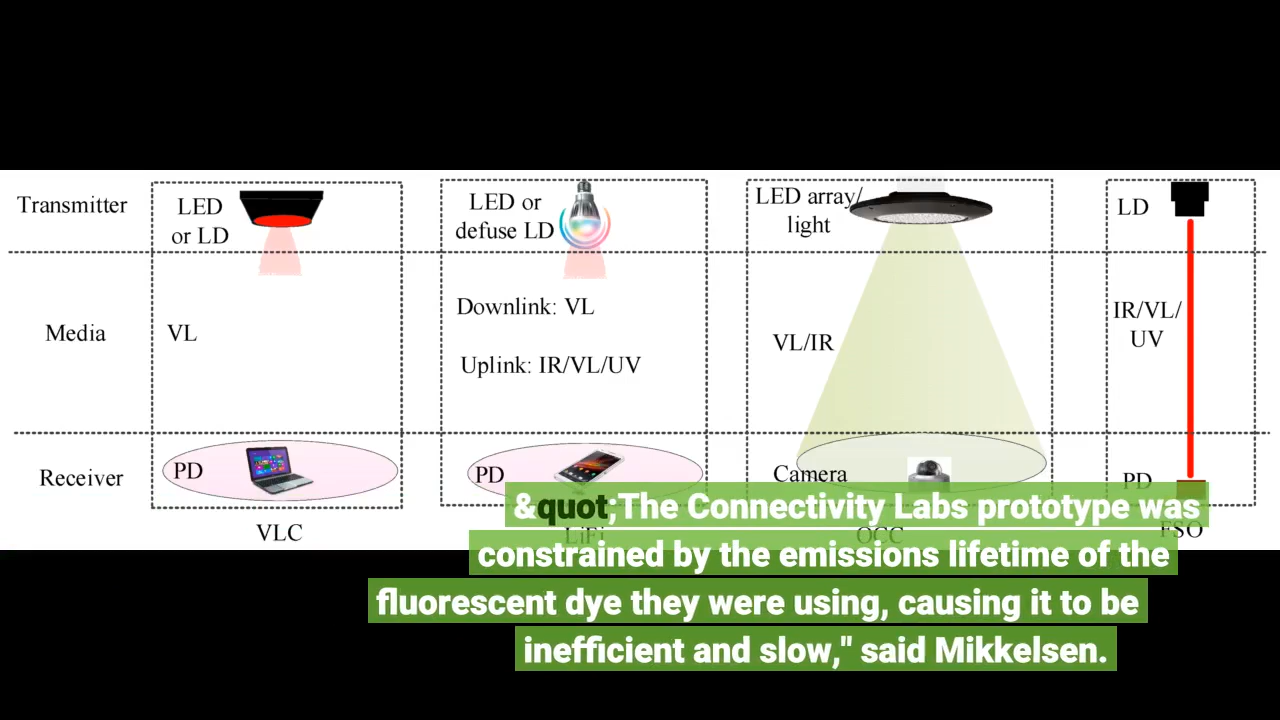 Transmitter
LED
or LD
LED or
defuse LD
LED array/
light
LD
Media
VL
Downlink: VL
Uplink: IR/VL/UV
VL/IR
IR/VL/
UV
Receiver
PD
PD
Camera
PD
VLC
LiFi
OCC
FSO
&quot;The Connectivity Labs prototype was
constrained by the emissions lifetime of the
fluorescent dye they were using, causing it to be
inefficient and slow," said Mikkelsen.